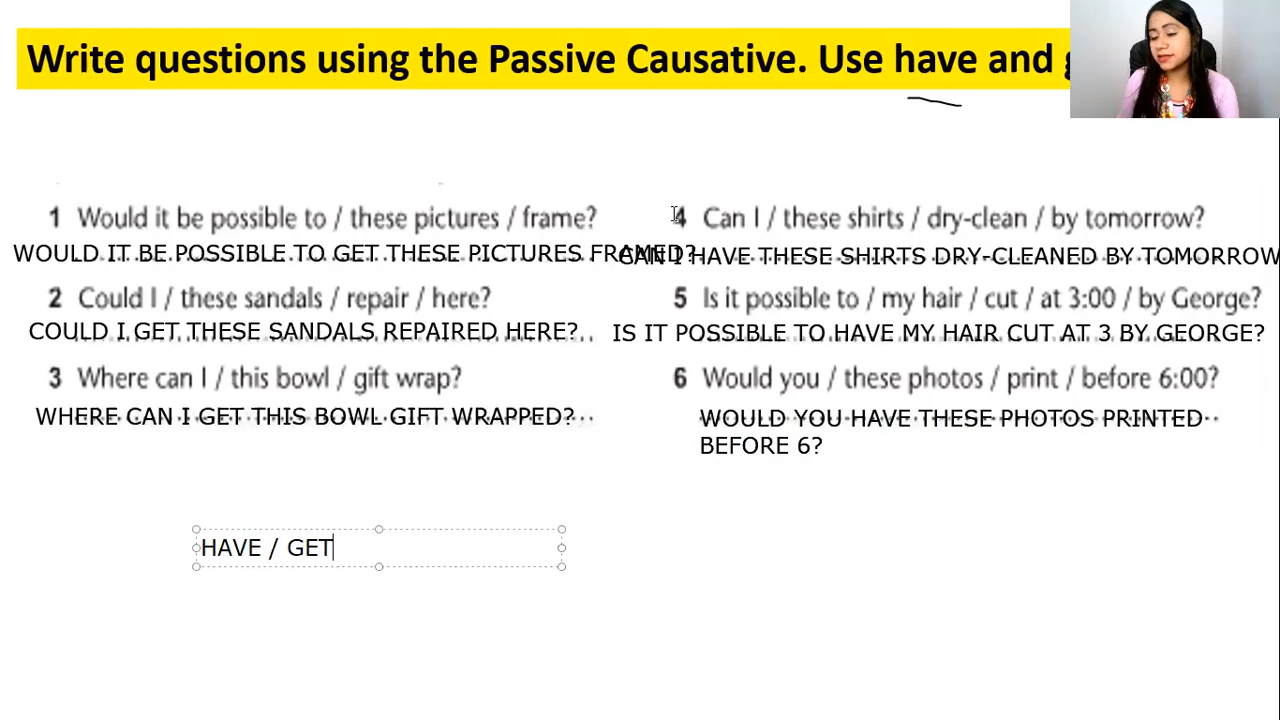 Write questions using the Passive Causative. Use have and
1 Would it be possible to / these pictures / frame?
WOULD IT BE POSSIBLE TO GET THESE PICTURES FRAMED?
2 Could I / these sandals / repair / here?
COULD I GET THESE SANDALS REPAIRED HERE?
3 Where can I / this bowl / gift wrap?
WHERE CAN I GET THIS BOWL GIFT WRAPPED?
4 Can I / these shirts / dry-clean / by tomorrow?
CAN I HAVE THESE SHIRTS DRY-CLEANED BY TOMORROW
5 Is it possible to / my hair / cut / at 3:00 / by George?
IS IT POSSIBLE TO HAVE MY HAIR CUT AT 3 BY GEORGE?
6 Would you / these photos / print / before 6:00?
WOULD YOU HAVE THESE PHOTOS PRINTED
BEFORE 6?
HAVE / GET